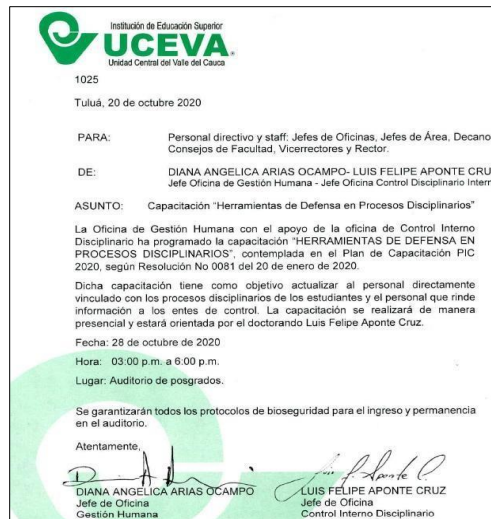 Institución de Educación Superior
UCEVA
Unidad Central del Valle del Cauca
1025
Tuluá, 20 de octubre 2020
PARA: Personal directivo y staff: Jefes de Oficinas, Jefes de Área, Decano
Consejos de Facultad, Vicerrectores y Rector.
DE: DIANA ANGELICA ARIAS OCAMPO- LUIS FELIPE APONTE CRU
Jefe Oficina de Gestión Humana - Jefe Oficina Control Disciplinario Intern
ASUNTO: Capacitación "Herramientas de Defensa en Procesos Disciplinarios"
La Oficina de Gestión Humana con el apoyo de la oficina de Control Interno
Disciplinario ha programado la capacitación "HERRAMIENTAS DE DEFENSA EN
PROCESOS DISCIPLINARIOS", contemplada en el Plan de Capacitación PIC
2020, según Resolución No 0081 del 20 de enero de 2020.
Dicha capacitación tiene como objetivo actualizar al personal directamente
vinculado con los procesos disciplinarios de los estudiantes y el personal que rinde
información a los entes de control. La capacitación se realizará de manera
presencial y estará orientada por el doctorando Luis Felipe Aponte Cruz.
Fecha: 28 de octubre de 2020
Hora: 03:00 p.m. a 6:00 p.m.
Lugar: Auditorio de posgrados.
Se garantizarán todos los protocolos de bioseguridad para el ingreso y permanencia
en el auditorio.
Atentamente,
DIANA ANGELICA ARIAS OCAMPO LUIS FELIPE APONTE CRUZ
Jefe de Oficina Jefe de Oficina
Gestión Humana Control Interno Disciplinario